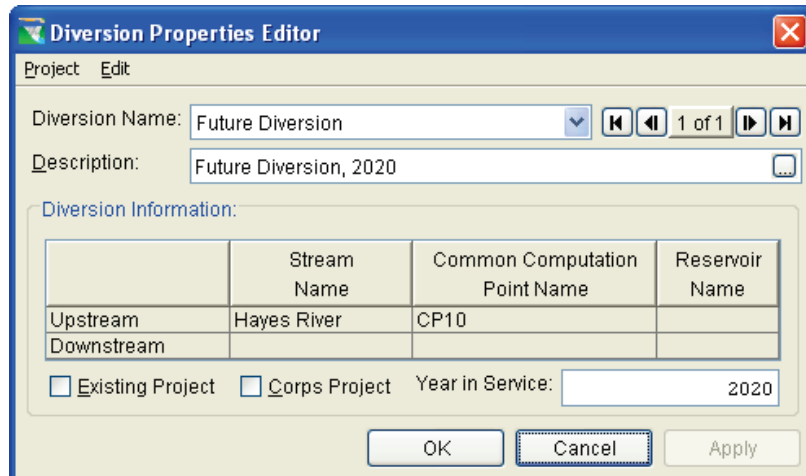 Diversion Properties Editor
Project Edit
Diversion Name: Future Diversion 1 of 1
Description: Future Diversion, 2020 ...
Diversion Information:
Stream Name Common Computation Point Name Reservoir Name
Upstream Hayes River CP10
Downstream
Existing Project Corps Project Year in Service: 2020
OK Cancel Apply